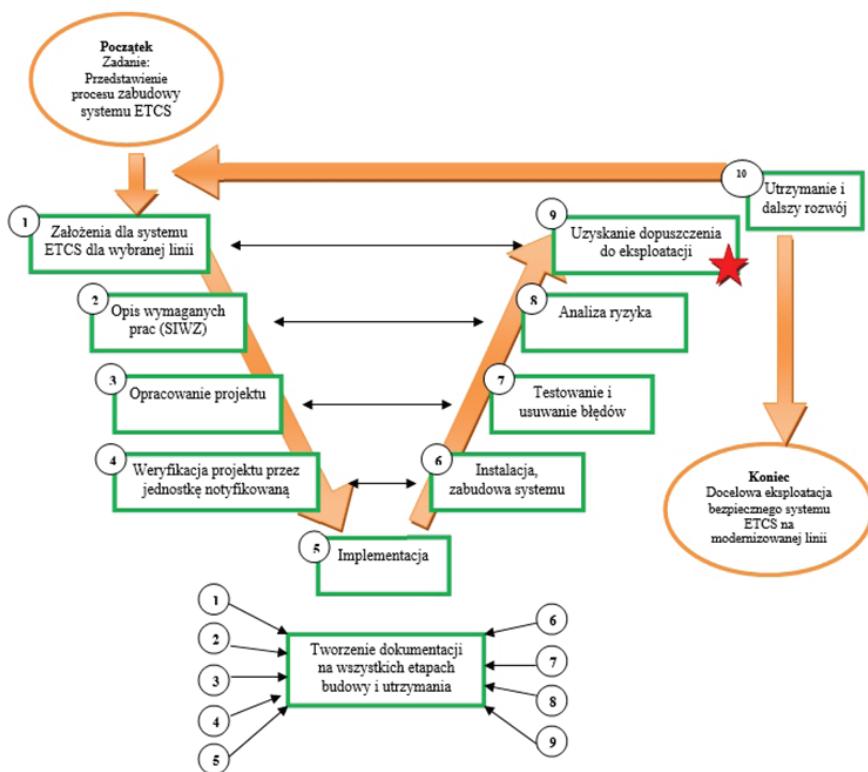 Początek
Zadanie:
Przedstawienie
procesu zabudowy
systemu ETCS
10
Utrzymanie i
dalszy rozwój
1
Założenia dla systemu
ETCS dla wybranej linii
9
Uzyskanie dopuszczenia
do eksploatacji
2
Opis wymaganych
prac (SIWZ)
8
Analiza ryzyka
3
Opracowanie projektu
7
Testowanie i
usuwanie błędów
4
Weryfikacja projektu przez
jednostkę notyfikowaną
6
Instalacja,
zabudowa systemu
Koniec
Docelowa eksploatacja
bezpiecznego systemu
ETCS na
modernizowanej linii
5
Implementacja
1
2
3
4
5
Tworzenie dokumentacji
na wszystkich etapach
budowy i utrzymania
6
7
8
9